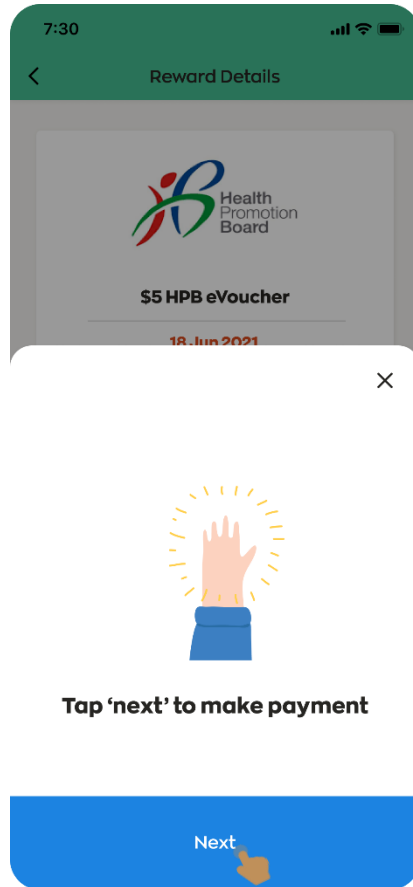 7:30
Reward Details
Health
Promotion
Board
$5 HPB eVoucher
18 Jun 2021
Tap ‘next’ to make payment
Next